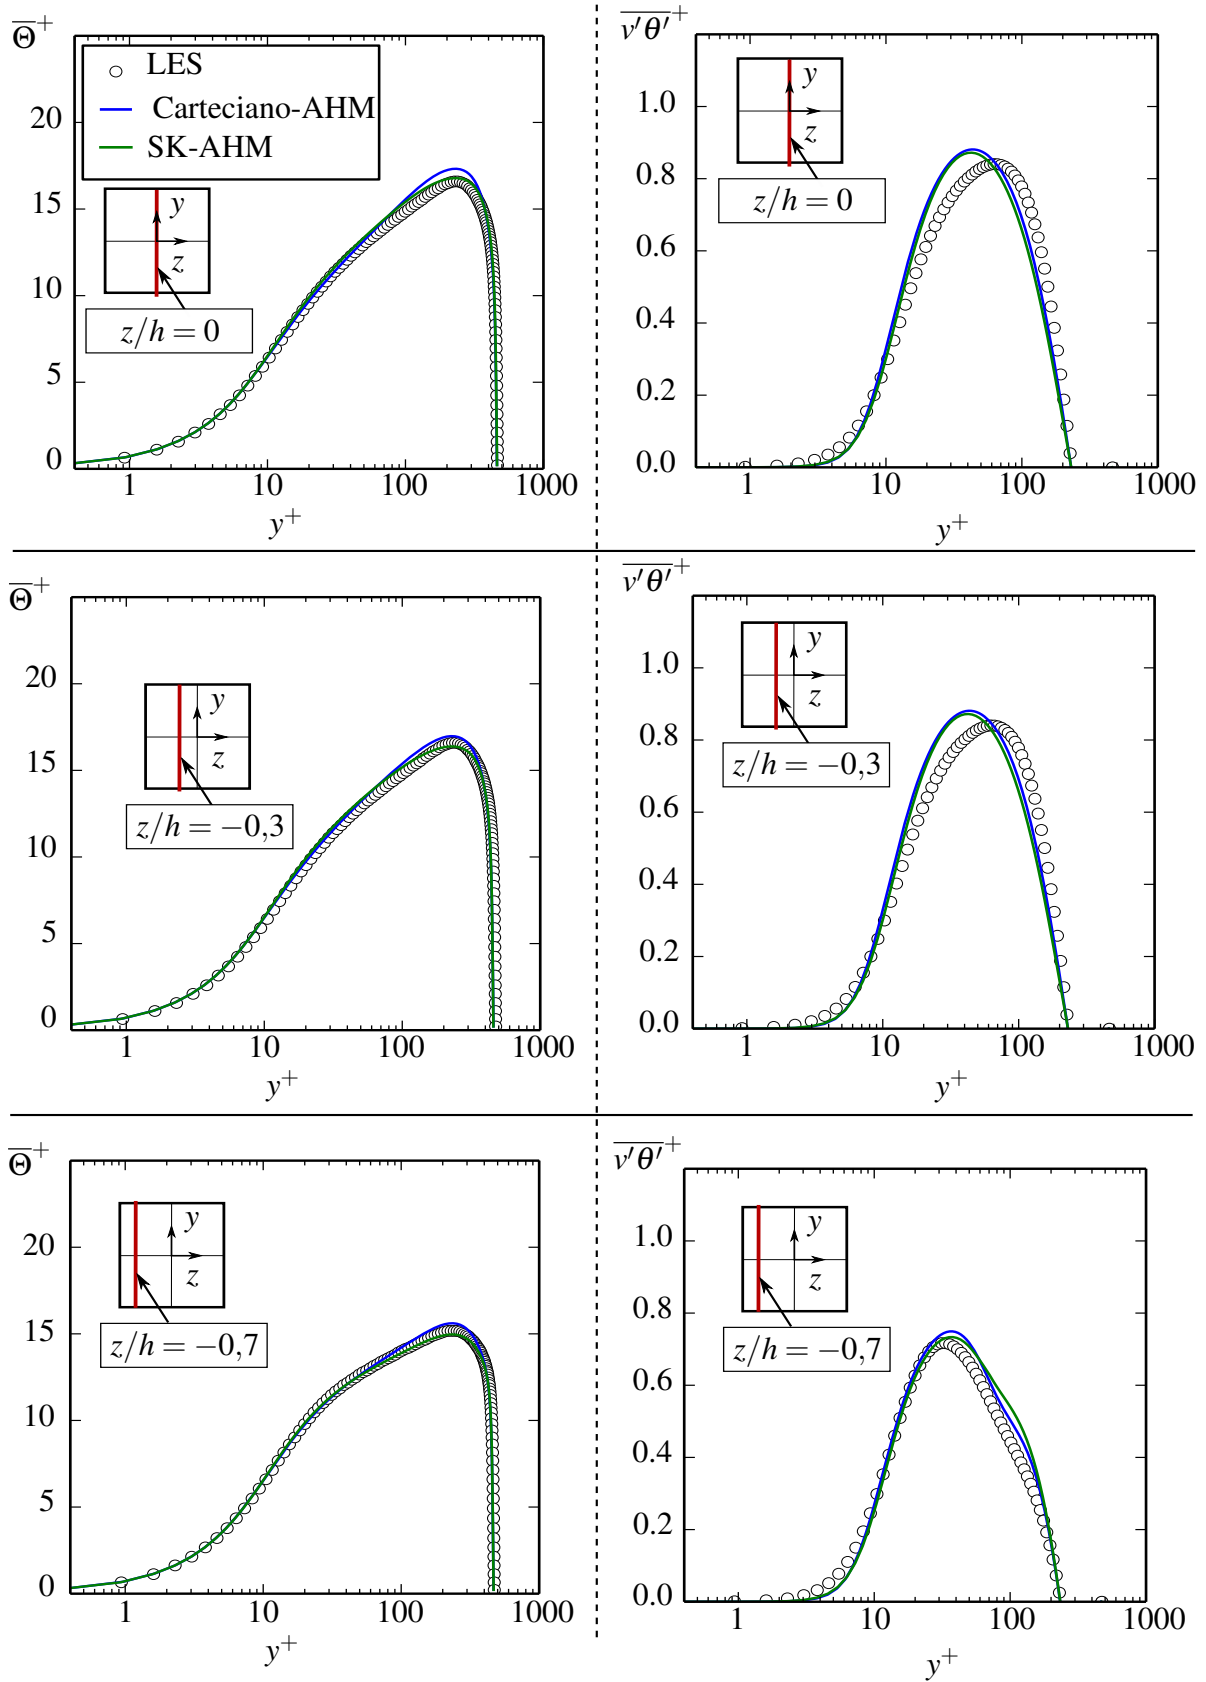 Θ̅⁺
LES
Carteciano-AHM
SK-AHM
y
z
z/h = 0
20
15
10
5
0
1 10 100 1000
y⁺
v′θ′⁺
y
z
z/h = 0
1.0
0.8
0.6
0.4
0.2
0.0
1 10 100 1000
y⁺
Θ̅⁺
y
z
z/h = −0,3
20
15
10
5
0
1 10 100 1000
y⁺
v′θ′⁺
y
z
z/h = −0,3
1.0
0.8
0.6
0.4
0.2
0.0
1 10 100 1000
y⁺
Θ̅⁺
y
z
z/h = −0,7
20
15
10
5
0
1 10 100 1000
y⁺
v′θ′⁺
y
z
z/h = −0,7
1.0
0.8
0.6
0.4
0.2
0.0
1 10 100 1000
y⁺